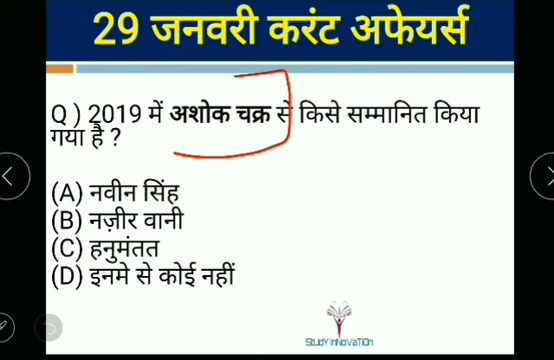 29 जनवरी करंट अफेयर्स
Q ) 2019 में अशोक चक्र से किसे सम्मानित किया
गया है ?
(A) नवीन सिंह
(B) नज़ीर वानी
(C) हनुमंतत
(D) इनमे से कोई नहीं
StudY inNoVaTiOn